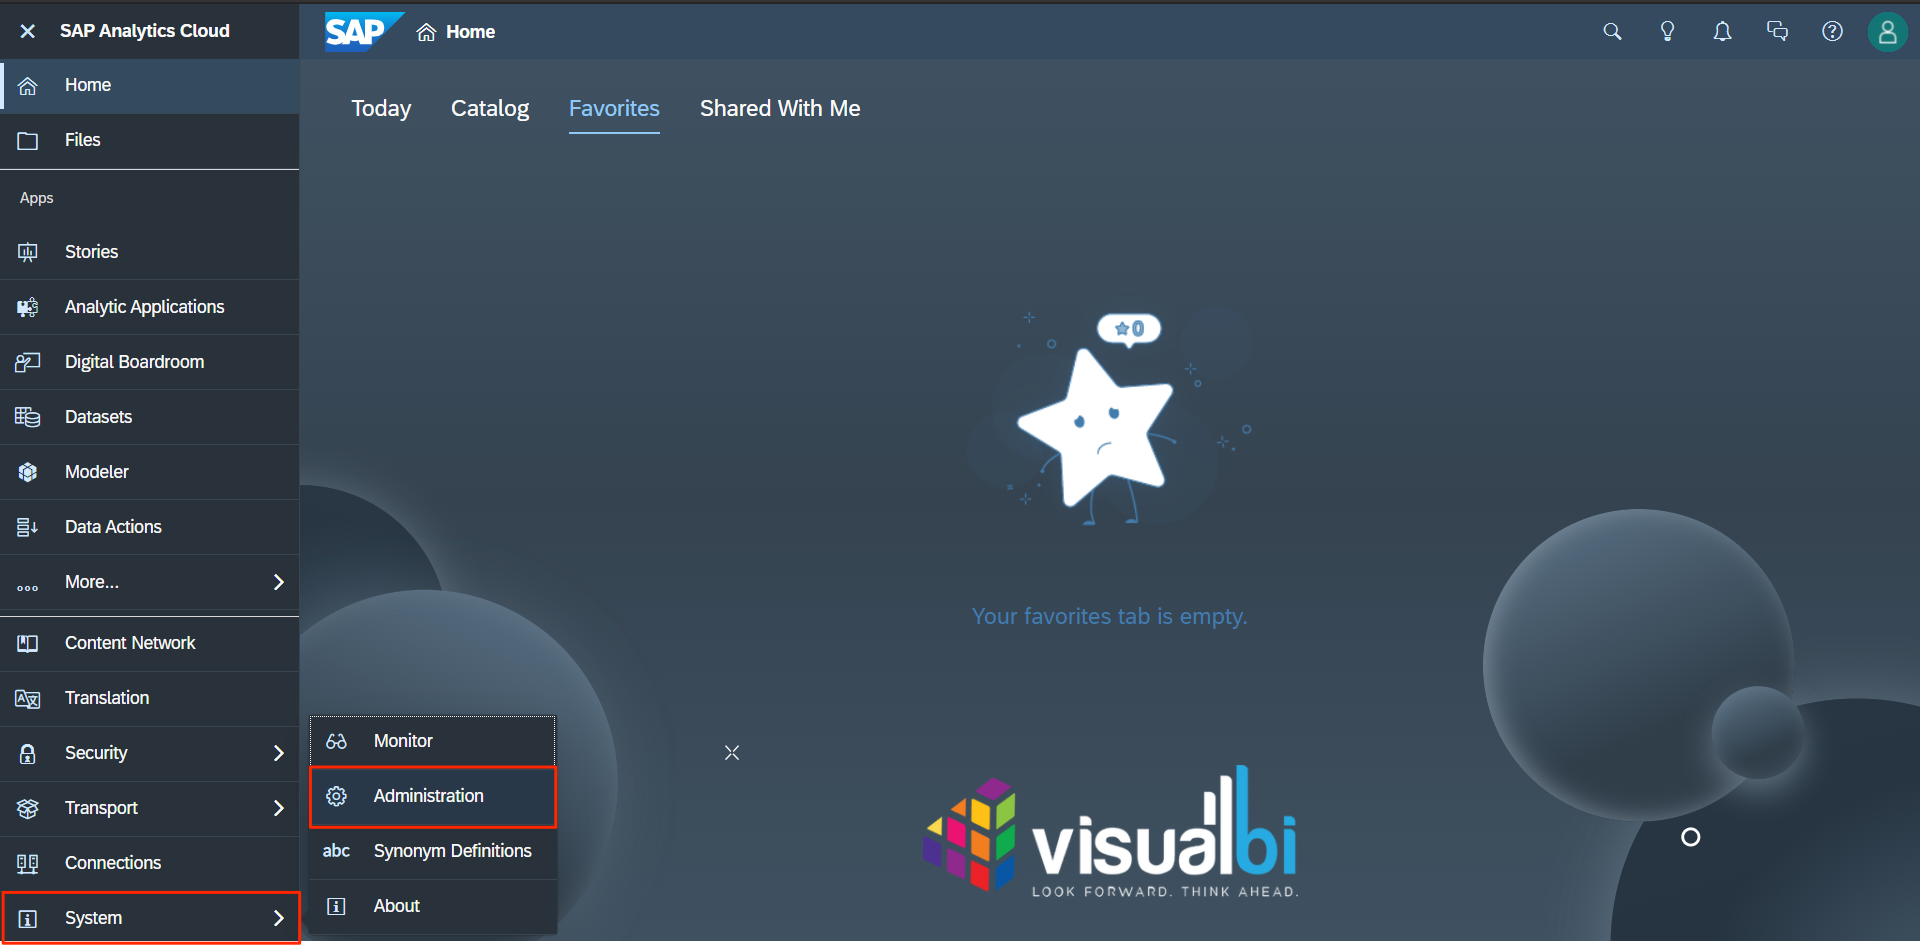 SAP Analytics Cloud
SAP
Home
Home
Files
Apps
Stories
Analytic Applications
Digital Boardroom
Datasets
Modeler
Data Actions
More...
Content Network
Translation
Security
Transport
Connections
System
Today
Catalog
Favorites
Shared With Me
0
Your favorites tab is empty.
Monitor
Administration
abc
Synonym Definitions
About
visualbi
LOOK FORWARD. THINK AHEAD.